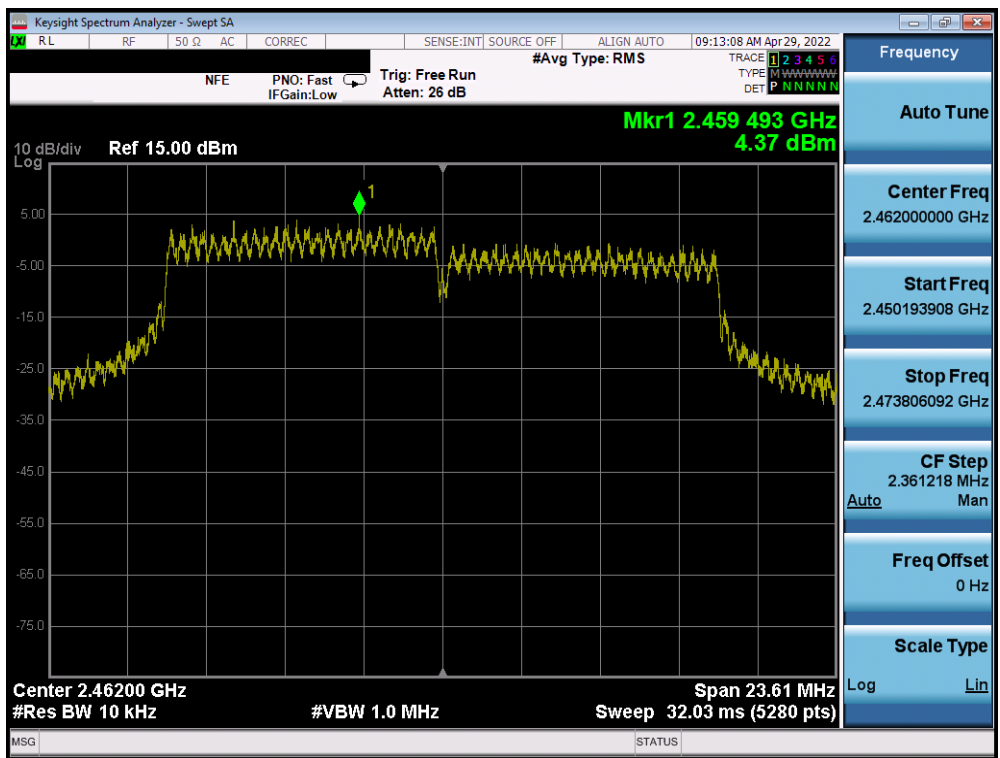 Keysight Spectrum Analyzer - Swept SA
LXI RL RF 50 Ω AC CORREC SENSE:INT SOURCE OFF ALIGN AUTO 09:13:08 AM Apr 29, 2022
NFE PNO: Fast IFGain:Low
Trig: Free Run
Atten: 26 dB
#Avg Type: RMS
TRACE 1 2 3 4 5 6
TYPE M WWWWW
DET P N N N N N
Mkr1 2.459 493 GHz
4.37 dBm
10 dB/div Ref 15.00 dBm
Log
1
5.00
-5.00
-15.0
-25.0
-35.0
-45.0
-55.0
-65.0
-75.0
Center 2.46200 GHz Span 23.61 MHz
#Res BW 10 kHz #VBW 1.0 MHz Sweep 32.03 ms (5280 pts)
MSG STATUS
Frequency
Auto Tune
Center Freq
2.462000000 GHz
Start Freq
2.450193908 GHz
Stop Freq
2.473806092 GHz
CF Step
2.361218 MHz
Auto Man
Freq Offset
0 Hz
Scale Type
Log Lin